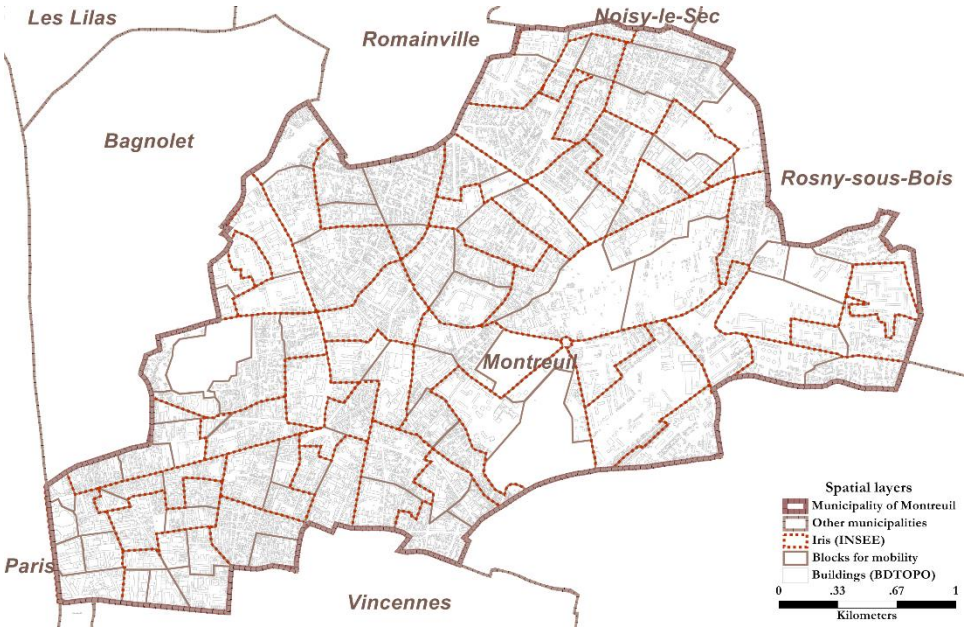 Les Lilas
Noisy-le-Sec
Romainville
Bagnolet
Rosny-sous-Bois
Montreuil
Paris
Vincennes
Spatial layers
Municipality of Montreuil
Other municipalities
Iris (INSEE)
Blocks for mobility
Buildings (BDTOPO)
0 .33 .67 1
Kilometers